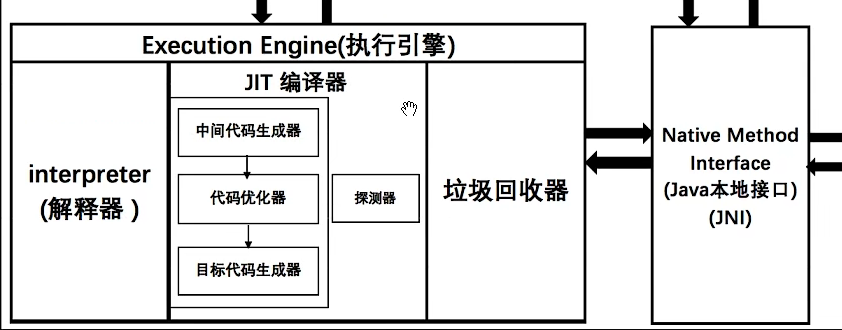 Execution Engine(执行引擎)
JIT 编译器
中间代码生成器
代码优化器
目标代码生成器
探测器
interpreter
(解释器 )
垃圾回收器
Native Method
Interface
(Java本地接口)
(JNI)